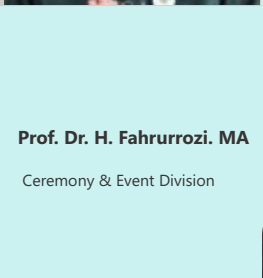 Prof. Dr. H. Fahrurrozi. MA
Ceremony & Event Division